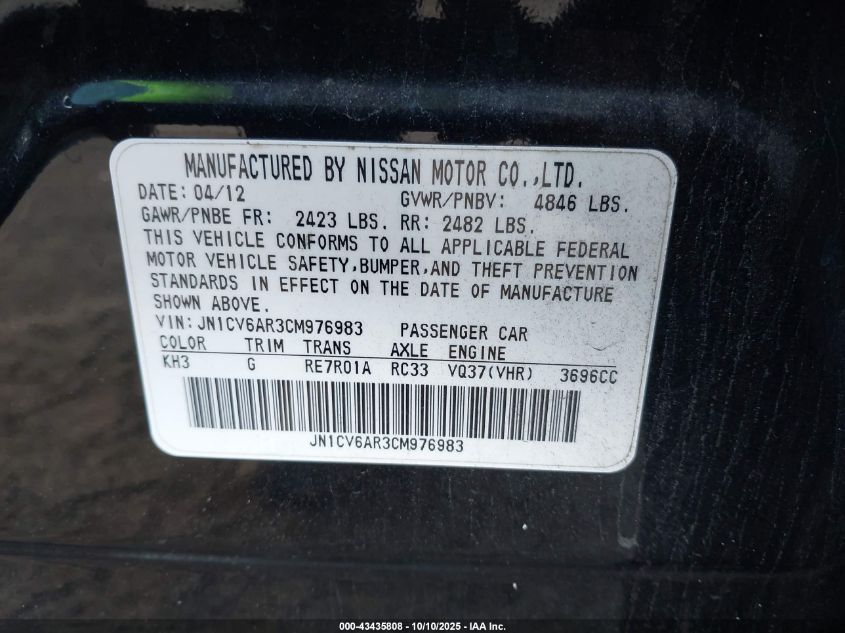 MANUFACTURED BY NISSAN MOTOR CO.,LTD.
DATE: 04/12 GVWR/PNBV: 4846 LBS.
GAWR/PNBE FR: 2423 LBS. RR: 2482 LBS.
THIS VEHICLE CONFORMS TO ALL APPLICABLE FEDERAL
MOTOR VEHICLE SAFETY,BUMPER,AND THEFT PREVENTION
STANDARDS IN EFFECT ON THE DATE OF MANUFACTURE
SHOWN ABOVE.
VIN:JN1CV6AR3CM976983 PASSENGER CAR
COLOR TRIM TRANS AXLE ENGINE
KH3 G RE7R01A RC33 VQ37(VHR) 3696CC
JN1CV6AR3CM976983
000-43435808 - 10/10/2025 - IAA Inc.